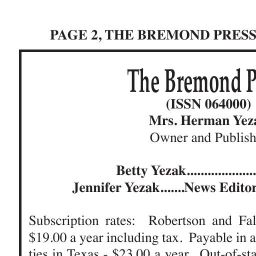 PAGE 2, THE BREMOND PRESS
The Bremond P
(ISSN 064000)
Mrs. Herman Yeza
Owner and Publish
Betty Yezak......................
Jennifer Yezak.......News Editor
Subscription rates: Robertson and Fal
$19.00 a year including tax. Payable in a
ties in Texas - $23.00 a year. Out-of-sta